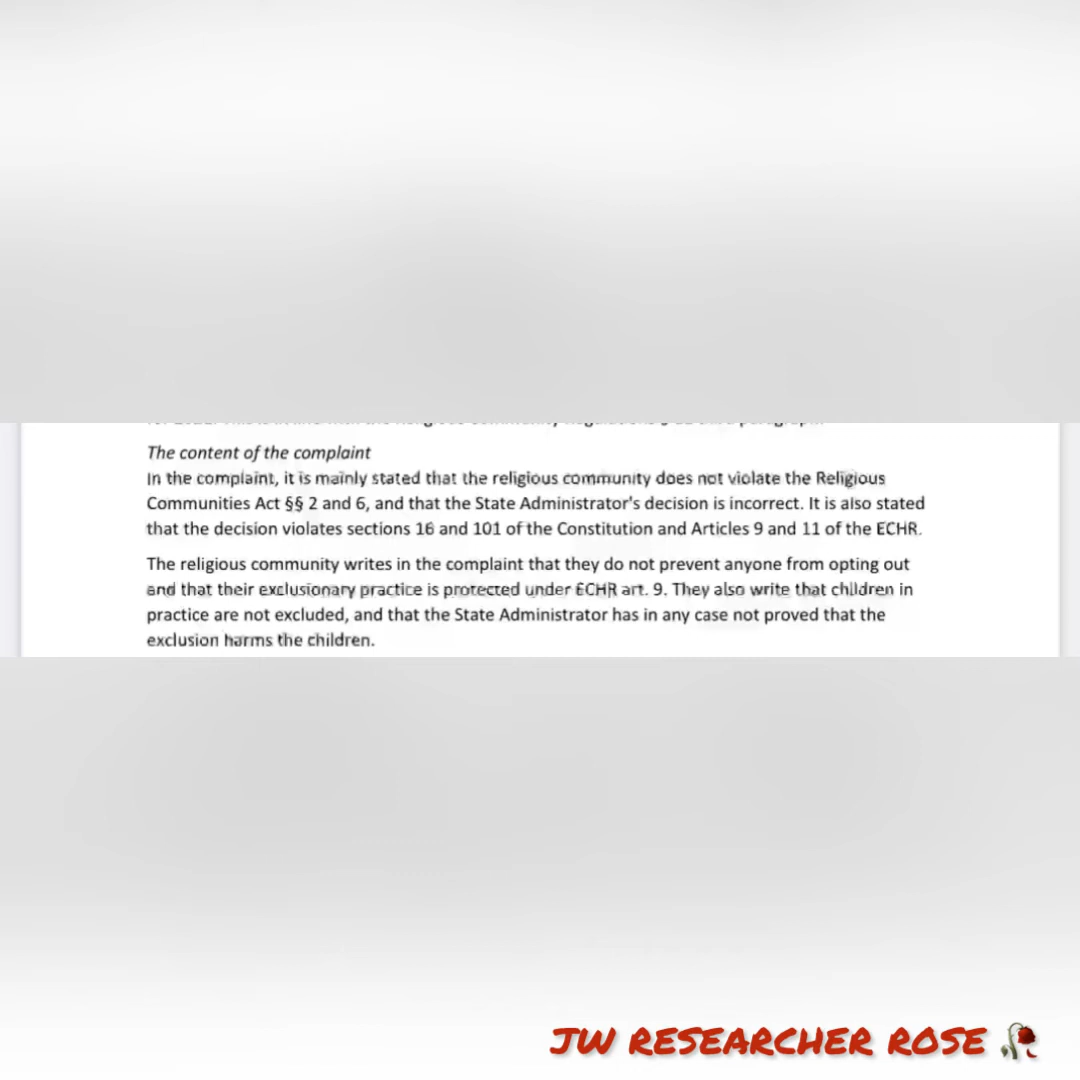 The content of the complaint
In the complaint, it is mainly stated that the religious community does not violate the Religious
Communities Act §§ 2 and 6, and that the State Administrator's decision is incorrect. It is also stated
that the decision violates sections 16 and 101 of the Constitution and Articles 9 and 11 of the ECHR.
The religious community writes in the complaint that they do not prevent anyone from opting out
and that their exclusionary practice is protected under ECHR art. 9. They also write that children in
practice are not excluded, and that the State Administrator has in any case not proved that the
exclusion harms the children.
JW RESEARCHER ROSE